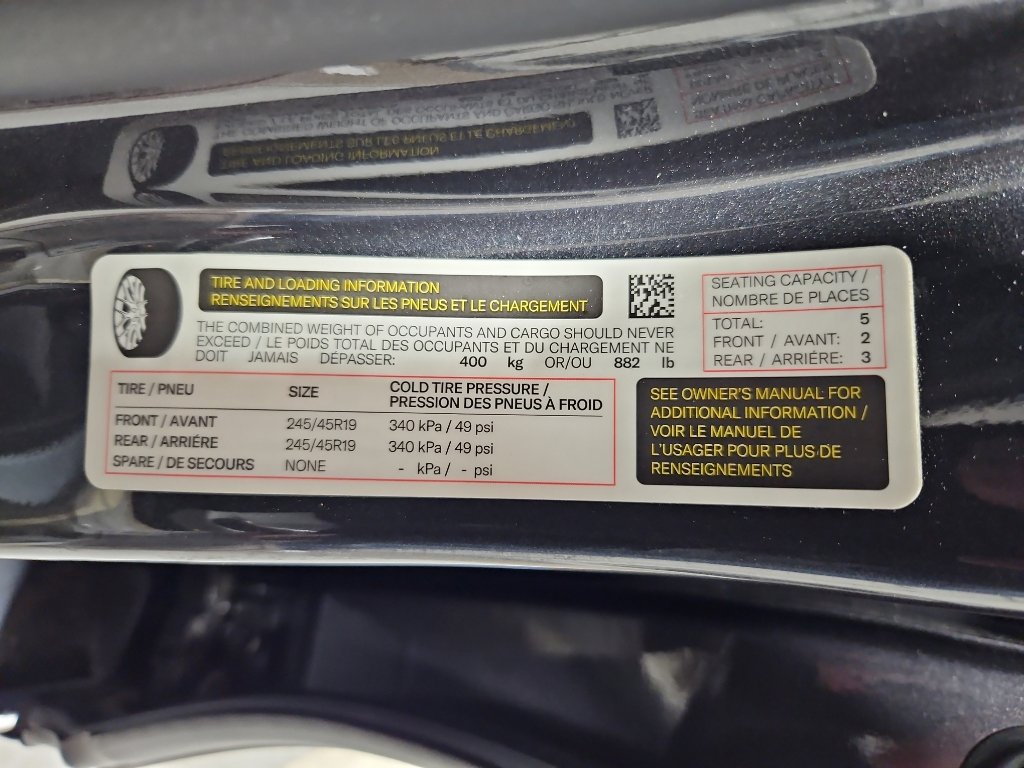 TIRE AND LOADING INFORMATION
RENSEIGNEMENTS SUR LES PNEUS ET LE CHARGEMENT
THE COMBINED WEIGHT OF OCCUPANTS AND CARGO SHOULD NEVER
EXCEED / LE POIDS TOTAL DES OCCUPANTS ET DU CHARGEMENT NE
DOIT JAMAIS DÉPASSER: 400 kg OR/OU 882 lb
SEATING CAPACITY /
NOMBRE DE PLACES
TOTAL: 5
FRONT / AVANT: 2
REAR / ARRIÉRE: 3
TIRE / PNEU SIZE COLD TIRE PRESSURE /
PRESSION DES PNEUS À FROID
FRONT / AVANT 245/45R19 340 kPa / 49 psi
REAR / ARRIÉRE 245/45R19 340 kPa / 49 psi
SPARE / DE SECOURS NONE - kPa / - psi
SEE OWNER'S MANUAL FOR
ADDITIONAL INFORMATION /
VOIR LE MANUEL DE
L'USAGER POUR PLUS DE
RENSEIGNEMENTS